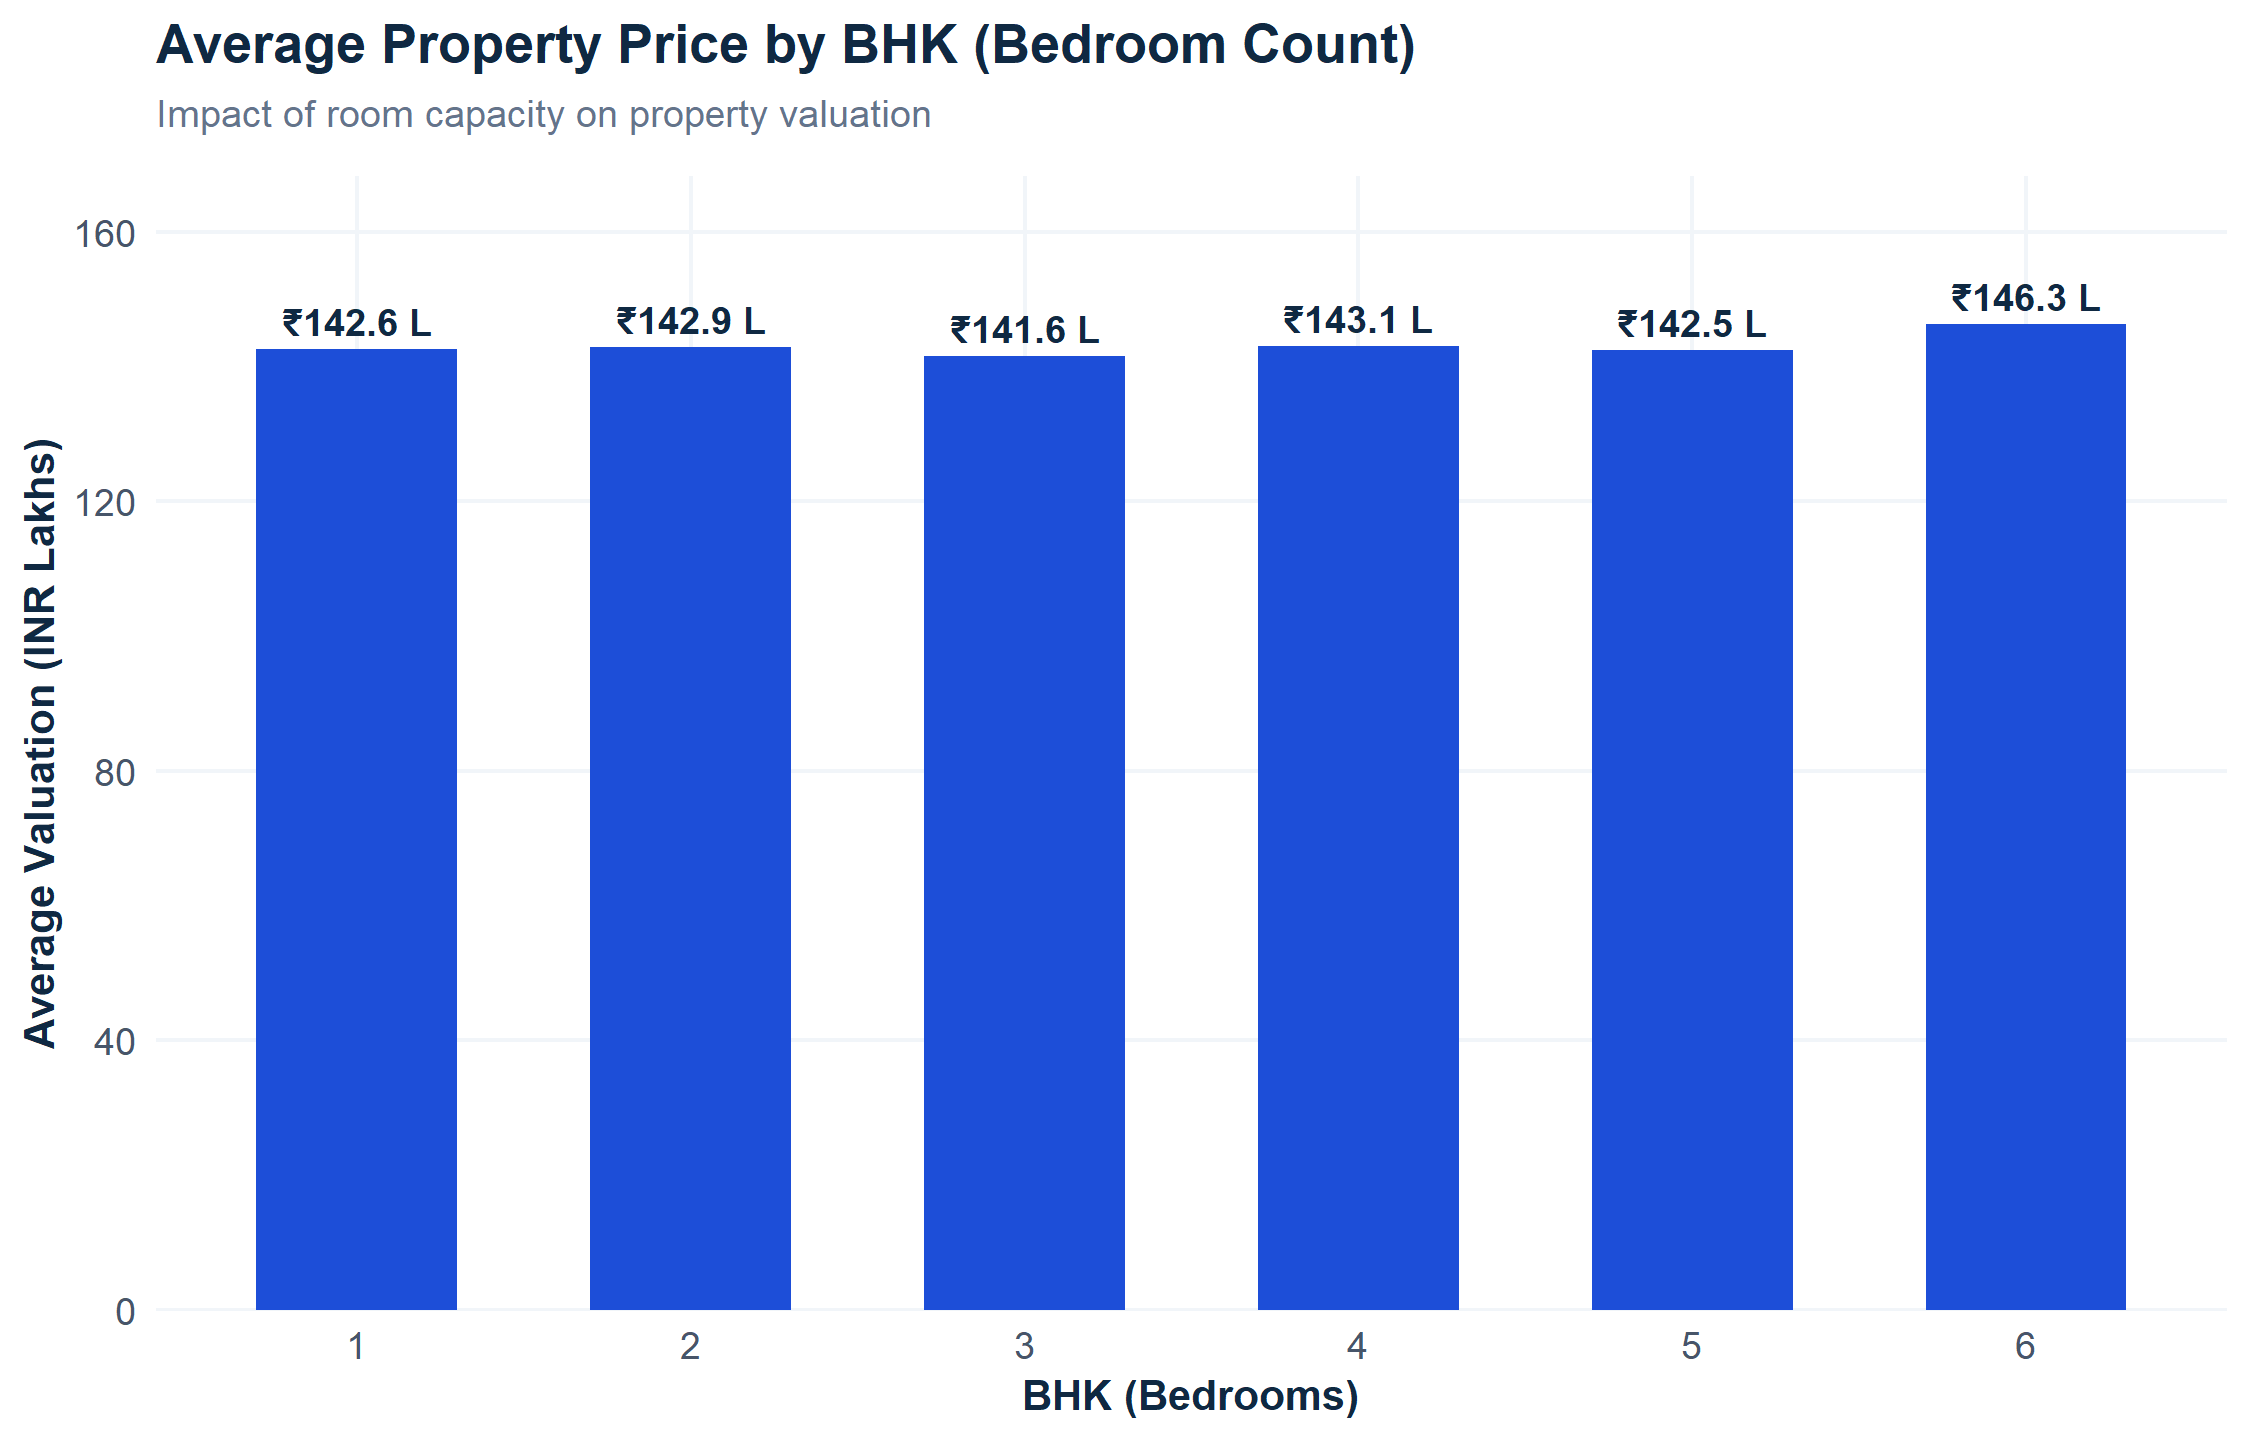 Average Property Price by BHK (Bedroom Count)
Impact of room capacity on property valuation
Average Valuation (INR Lakhs)
160
120
80
40
0
₹142.6 L
₹142.9 L
₹141.6 L
₹143.1 L
₹142.5 L
₹146.3 L
1
2
3
4
5
6
BHK (Bedrooms)